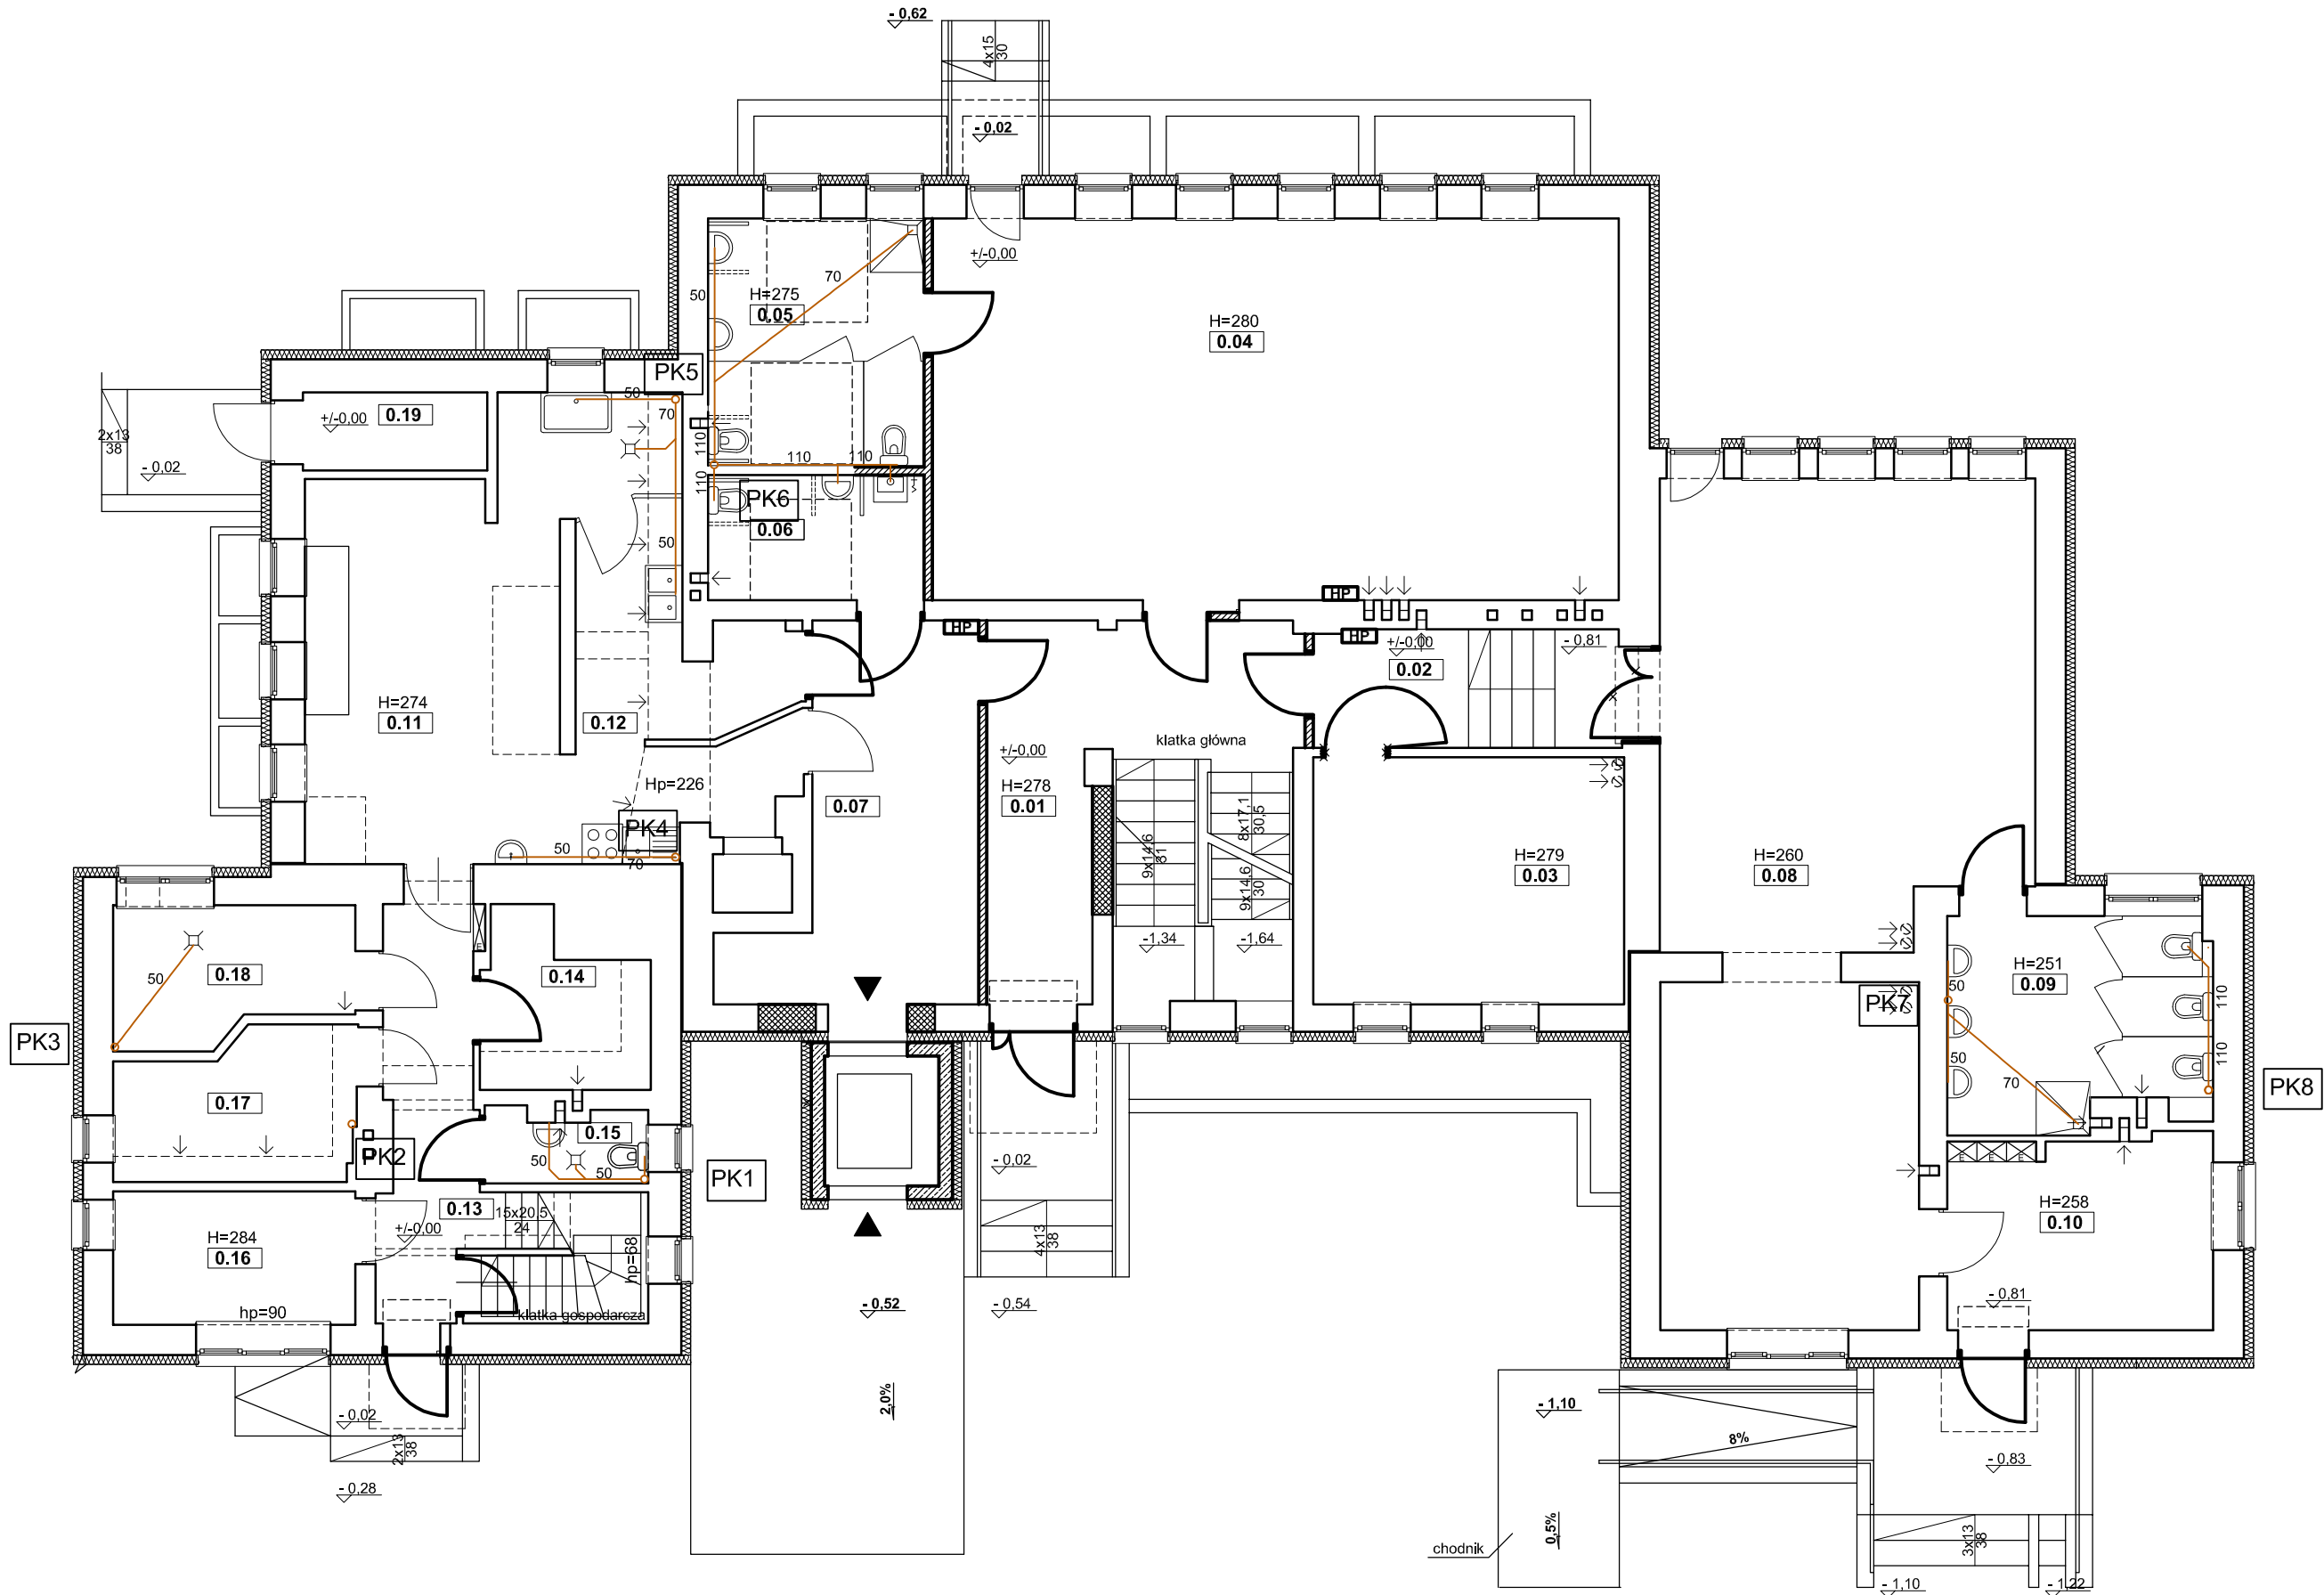 - 0,62
4x15
30
- 0,02
+/-0,00
50
70
H=275
0.05
H=280
0.04
PK5
50
70
+/-0,00
0.19
2x13
38
- 0,02
110
110
110
110
PK6
0.06
50
HP
HP
HP
+/-0,00
0.02
- 0,81
H=274
0.11
0.12
klatka główna
+/-0,00
Hp=226
H=278
0.01
0.07
8x17,1
30,5
9x14,6
31
9x14,6
30
PK4
50
70
H=279
0.03
H=260
0.08
E
-1,34
-1,64
0.18
50
0.14
H=251
0.09
50
PK7
110
PK3
50
110
70
PK8
0.17
0.15
PK2
50
50
PK1
- 0,02
E
E
E
0.13
15x20,5
24
H=258
0.10
+/-0,00
H=284
0.16
4x13
38
hp=68
- 0,81
hp=90
klatka gospodarcza
- 0,52
- 0,54
2,0%
- 0,02
2x13
38
- 1,10
8%
- 0,83
- 0,28
0,5%
chodnik
3x13
38
- 1,10
- 1,22